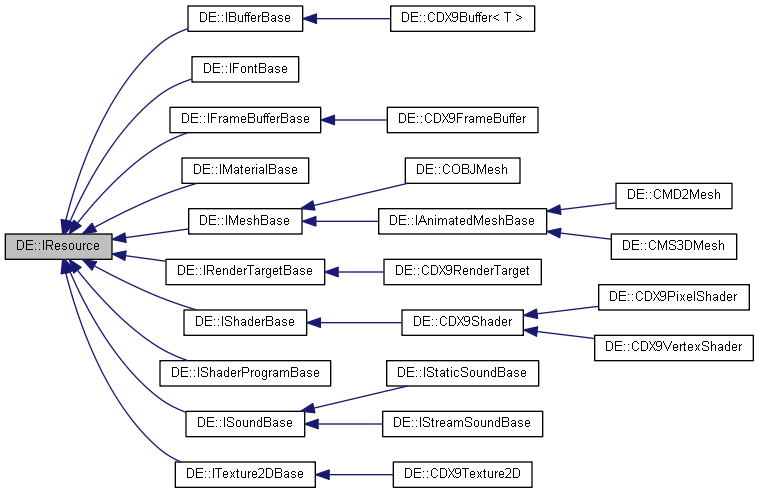 DE::IBufferBase
DE::CDX9Buffer< T >
DE::IFontBase
DE::IFrameBufferBase
DE::CDX9FrameBuffer
DE::IMaterialBase
DE::COBJMesh
DE::CMD2Mesh
DE::IMeshBase
DE::IAnimatedMeshBase
DE::IResource
DE::CMS3DMesh
DE::IRenderTargetBase
DE::CDX9RenderTarget
DE::CDX9PixelShader
DE::IShaderBase
DE::CDX9Shader
DE::CDX9VertexShader
DE::IShaderProgramBase
DE::IStaticSoundBase
DE::ISoundBase
DE::IStreamSoundBase
DE::ITexture2DBase
DE::CDX9Texture2D